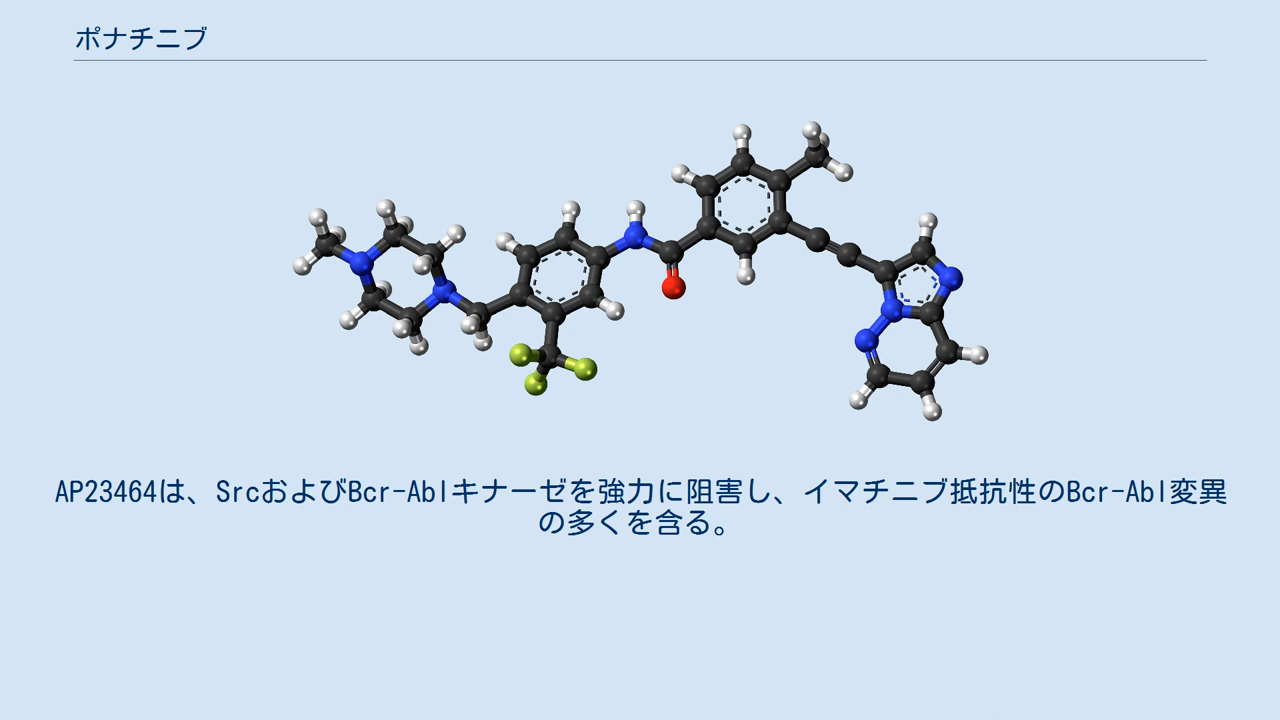 ポナチニブ
AP23464は、SrcおよびBcr-Ablキナーゼを強力に阻害し、イマチニブ抵抗性のBcr-Abl変異
の多くを含る。